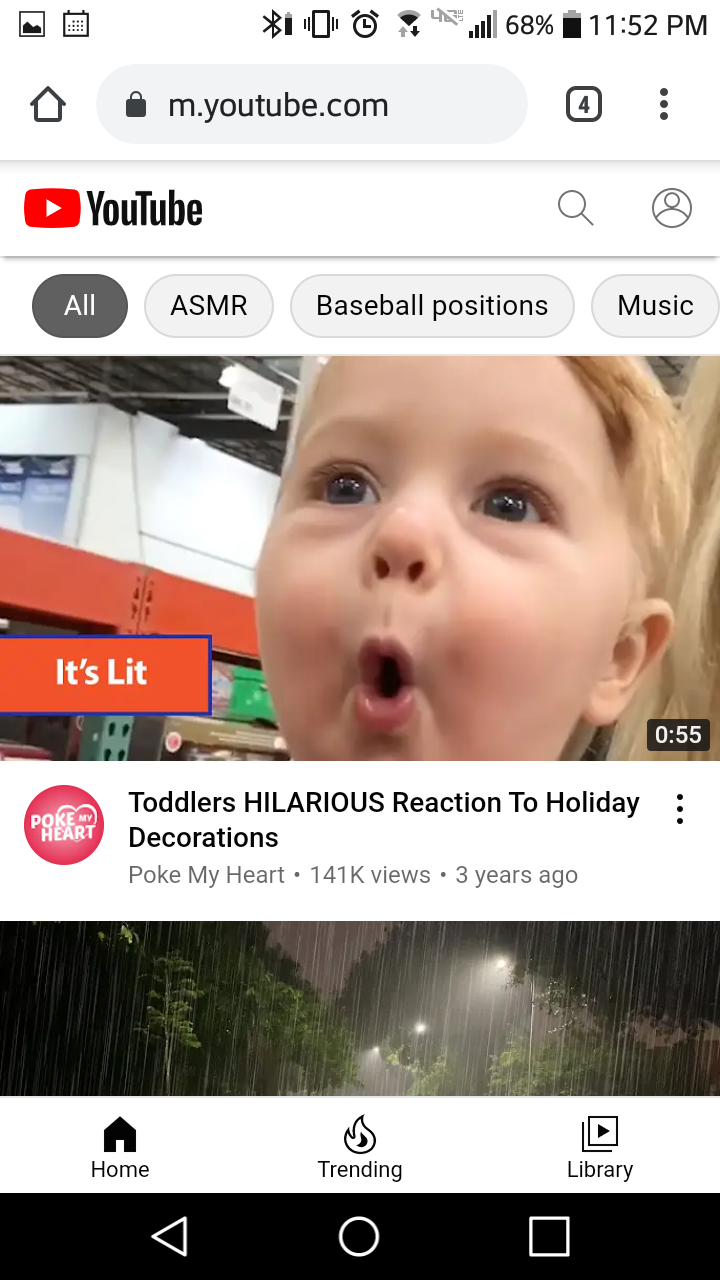 68% 11:52 PM
m.youtube.com
4
YouTube
All
ASMR
Baseball positions
Music
It's Lit
0:55
POKE MY HEART
Toddlers HILARIOUS Reaction To Holiday
Decorations
Poke My Heart • 141K views • 3 years ago
Home
Trending
Library